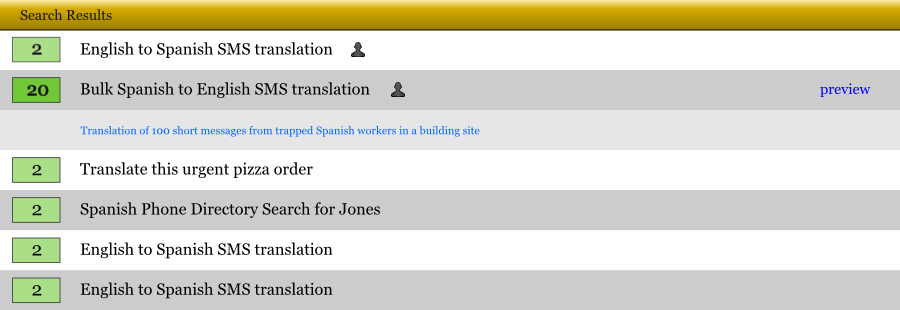 Search Results
2 English to Spanish SMS translation
20 Bulk Spanish to English SMS translation preview
Translation of 100 short messages from trapped Spanish workers in a building site
2 Translate this urgent pizza order
2 Spanish Phone Directory Search for Jones
2 English to Spanish SMS translation
2 English to Spanish SMS translation